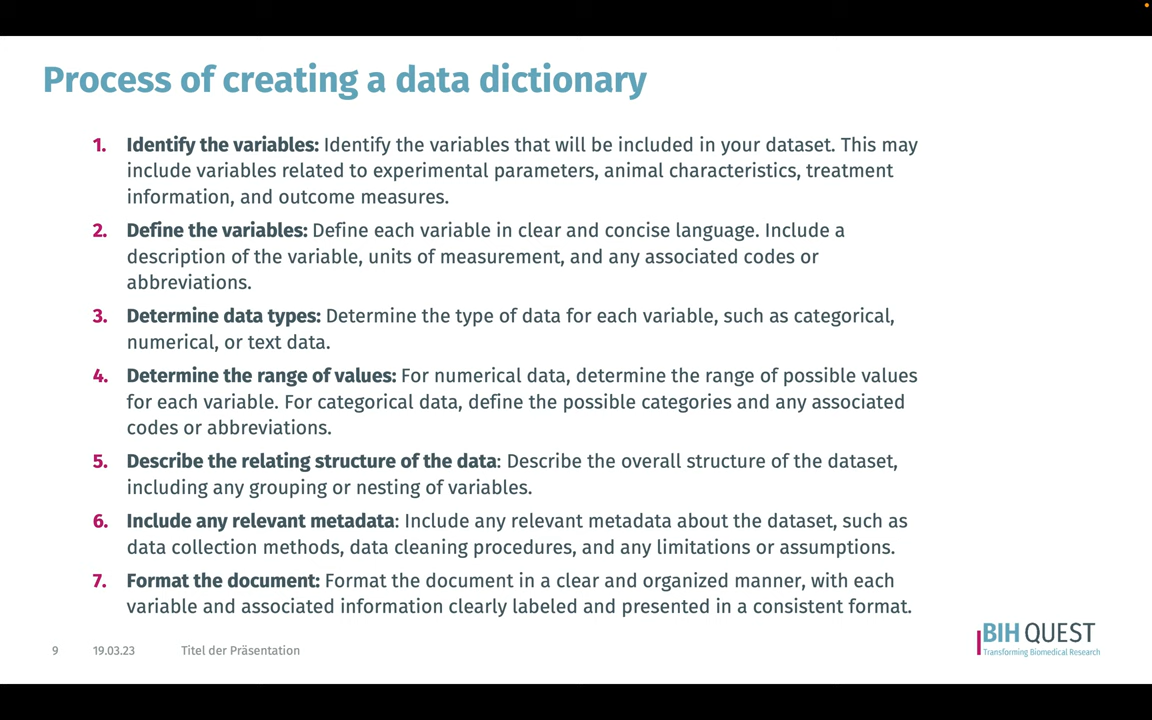 Process of creating a data dictionary
1. Identify the variables: Identify the variables that will be included in your dataset. This may
include variables related to experimental parameters, animal characteristics, treatment
information, and outcome measures.
2. Define the variables: Define each variable in clear and concise language. Include a
description of the variable, units of measurement, and any associated codes or
abbreviations.
3. Determine data types: Determine the type of data for each variable, such as categorical,
numerical, or text data.
4. Determine the range of values: For numerical data, determine the range of possible values
for each variable. For categorical data, define the possible categories and any associated
codes or abbreviations.
5. Describe the relating structure of the data: Describe the overall structure of the dataset,
including any grouping or nesting of variables.
6. Include any relevant metadata: Include any relevant metadata about the dataset, such as
data collection methods, data cleaning procedures, and any limitations or assumptions.
7. Format the document: Format the document in a clear and organized manner, with each
variable and associated information clearly labeled and presented in a consistent format.
9 19.03.23 Titel der Präsentation
BIH QUEST
Transforming Biomedical Research